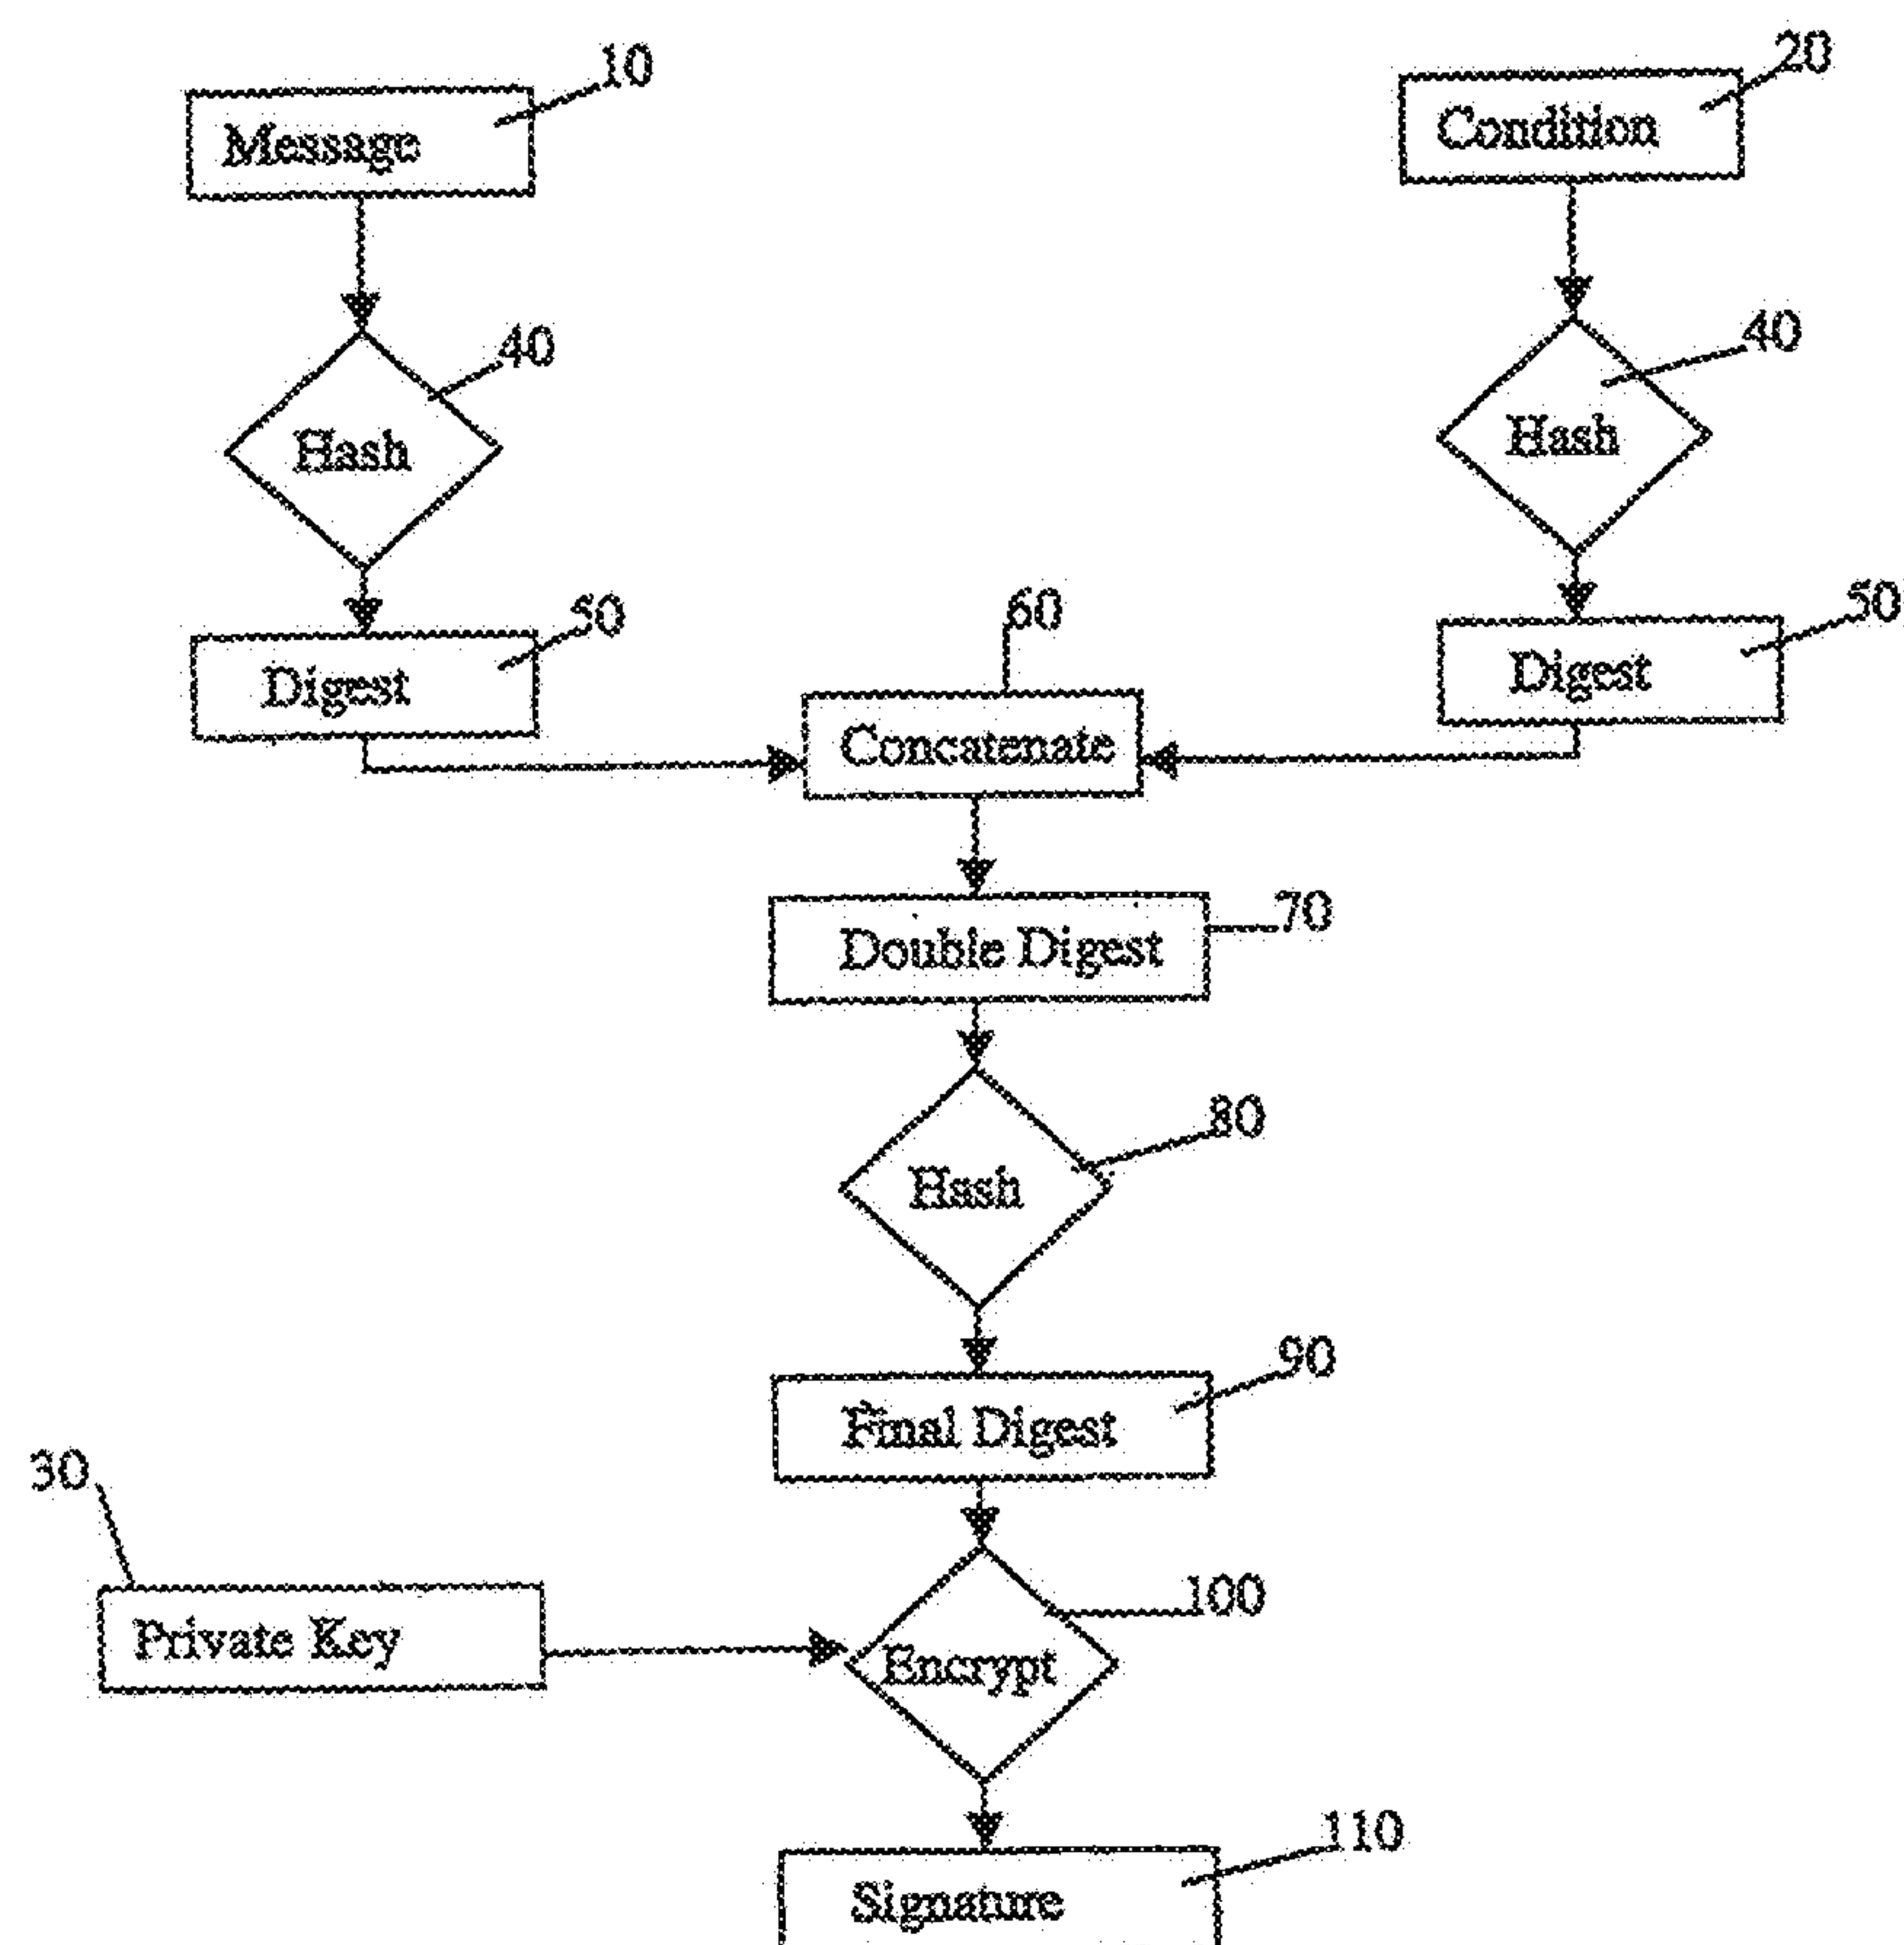 10
20
Message
Condition
40
40
Hash
Hash
50
60
50
Digest
Digest
Concatenate
70
Double Digest
80
Hash
90
Final Digest
30
100
Private Key
Encrypt
110
Signature